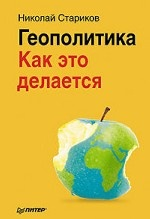 Николай Стариков
Геополитика
Как это
делается
ПИТЕР